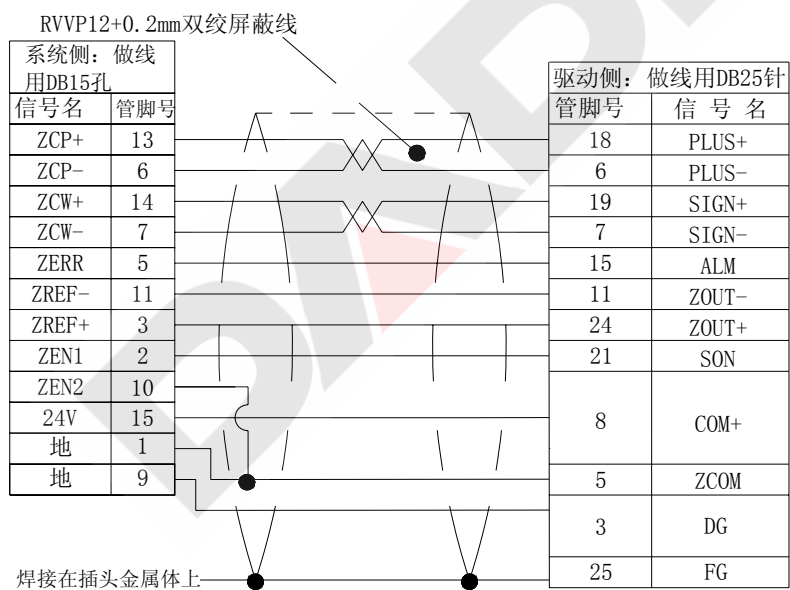 RVVP12+0.2mm双绞屏蔽线
系统侧：做线
用DB15孔
信号名 管脚号
ZCP+ 13
ZCP- 6
ZCW+ 14
ZCW- 7
ZERR 5
ZREF- 11
ZREF+ 3
ZEN1 2
ZEN2 10
24V 15
地 1
地 9
驱动侧：做线用DB25针
管脚号 信 号 名
18 PLUS+
6 PLUS-
19 SIGN+
7 SIGN-
15 ALM
11 ZOUT-
24 ZOUT+
21 SON
8 COM+
5 ZCOM
3 DG
25 FG
焊接在插头金属体上